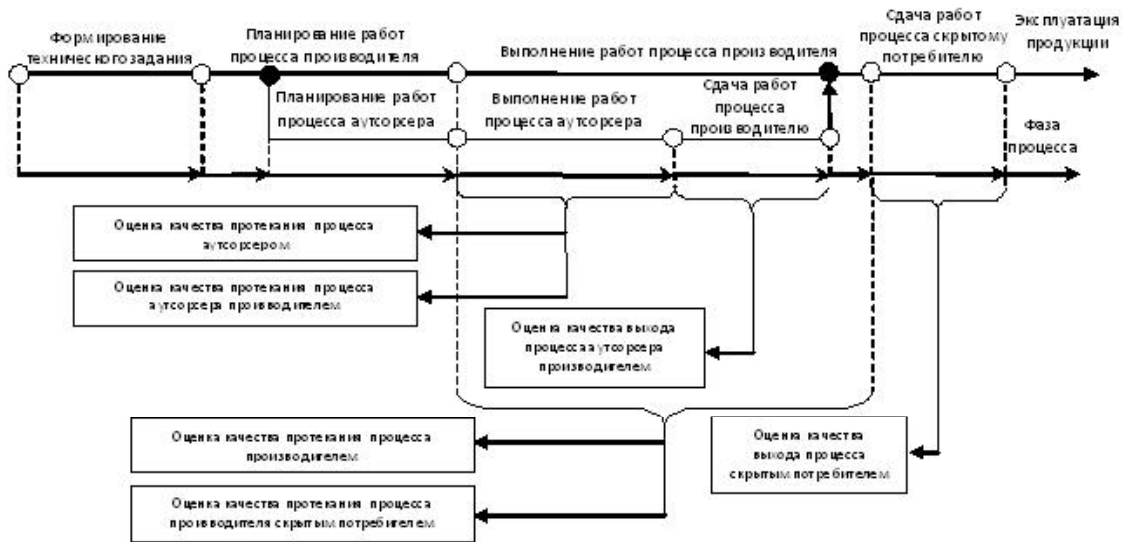 Формирование
технического задания
Планирование работ
процесса производителя
Выполнение работ процесса производителя
Сдача работ
процесса скрытому
потребителю
Эксплуатация
продукции
Планирование работ
процесса аутсорсера
Выполнение работ
процесса аутсорсера
Сдача работ
процесса
производителю
Фаза
процесса
Оценка качества протекания процесса
аутсорсером
Оценка качества протекания процесса
аутсорсера производителем
Оценка качества выхода
процесса аутсорсера
производителем
Оценка качества протекания процесса
производителем
Оценка качества
выхода процесса
скрытым потребителем
Оценка качества протекания процесса
производителя скрытым потребителем